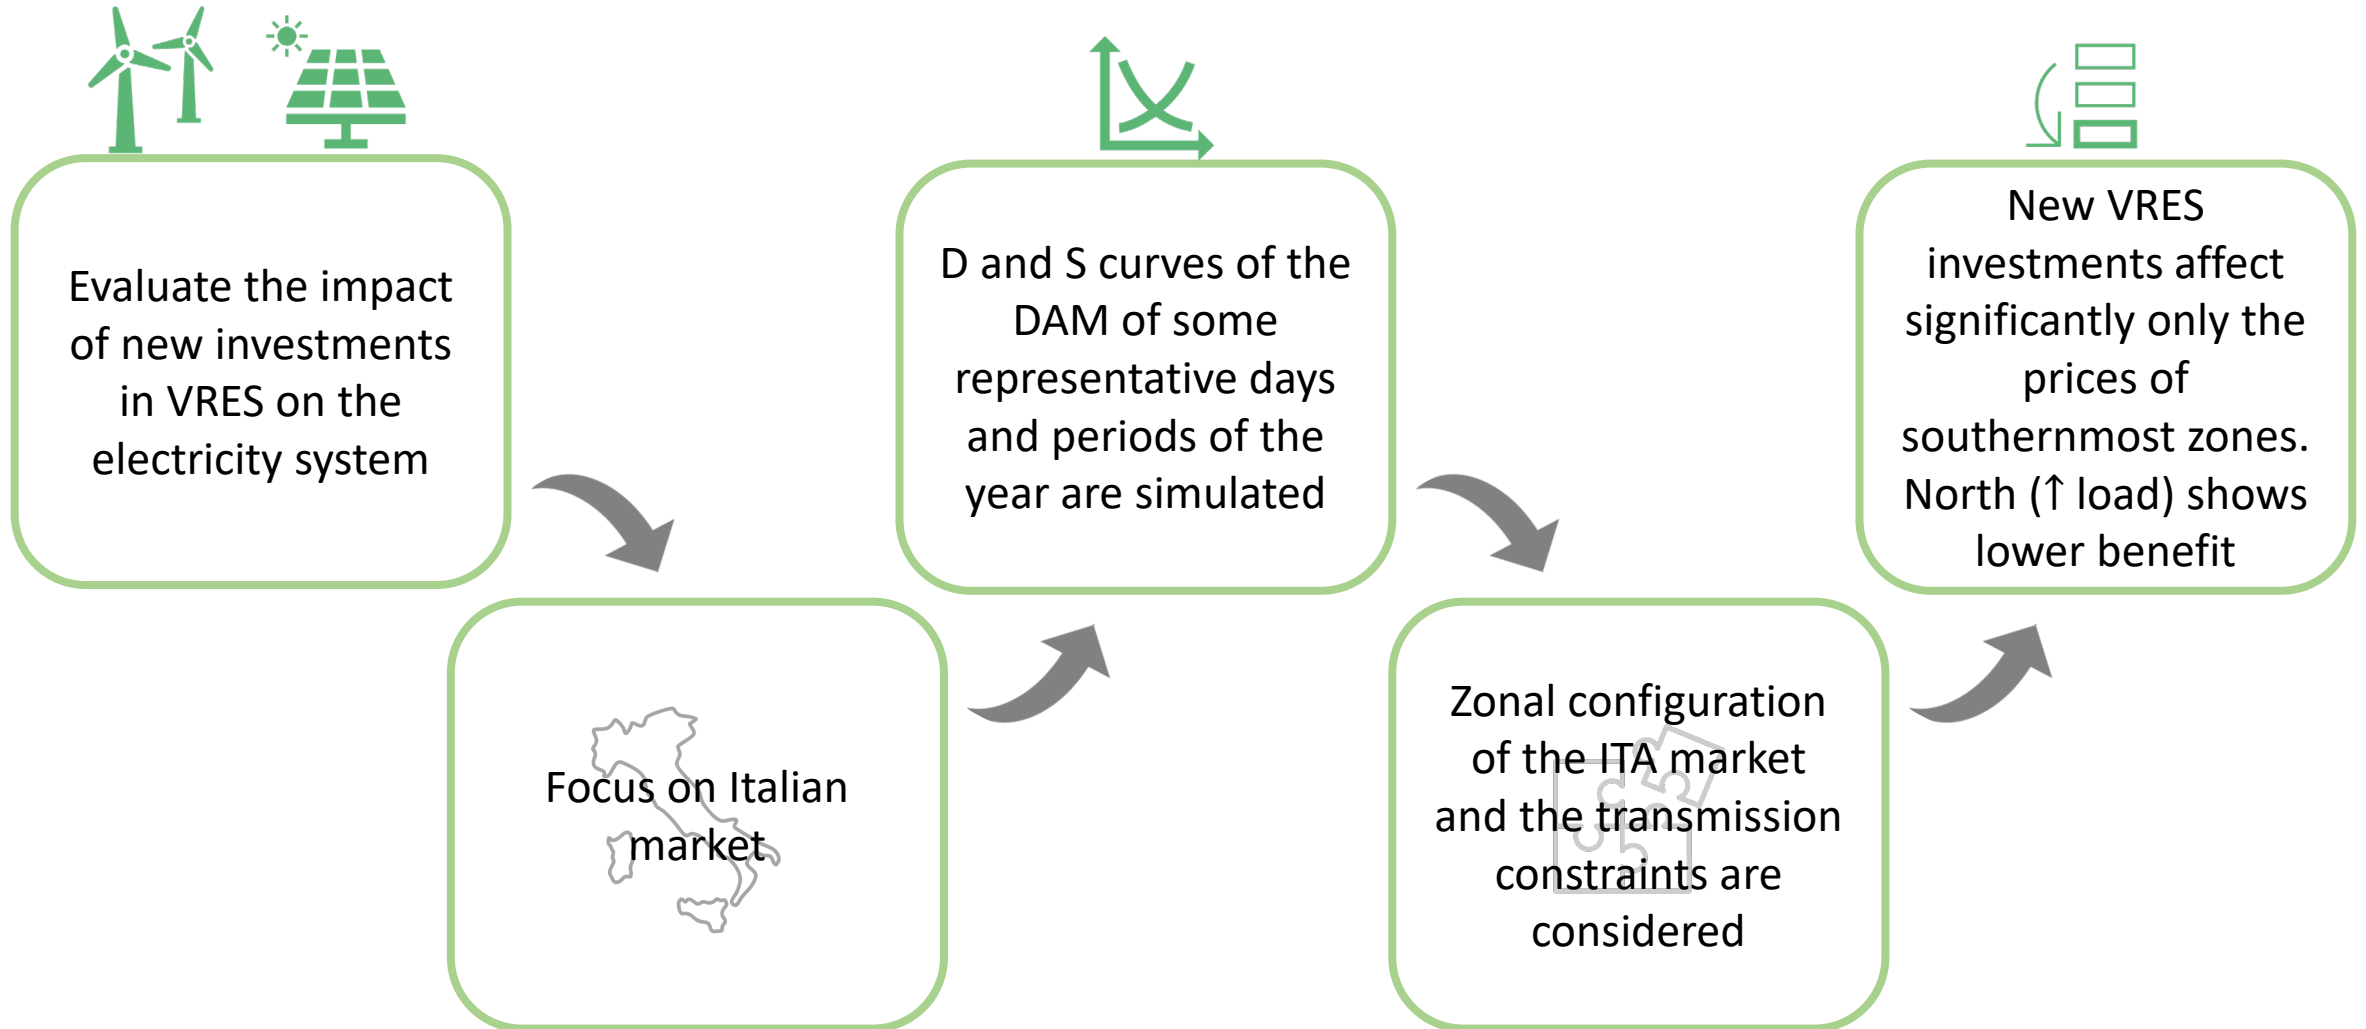 Evaluate the impact
of new investments
in VRES on the
electricity system
Focus on Italian
market
D and S curves of the
DAM of some
representative days
and periods of the
year are simulated
Zonal configuration
of the ITA market
and the transmission
constraints are
considered
New VRES
investments affect
significantly only the
prices of
southernmost zones.
North (↑ load) shows
lower benefit